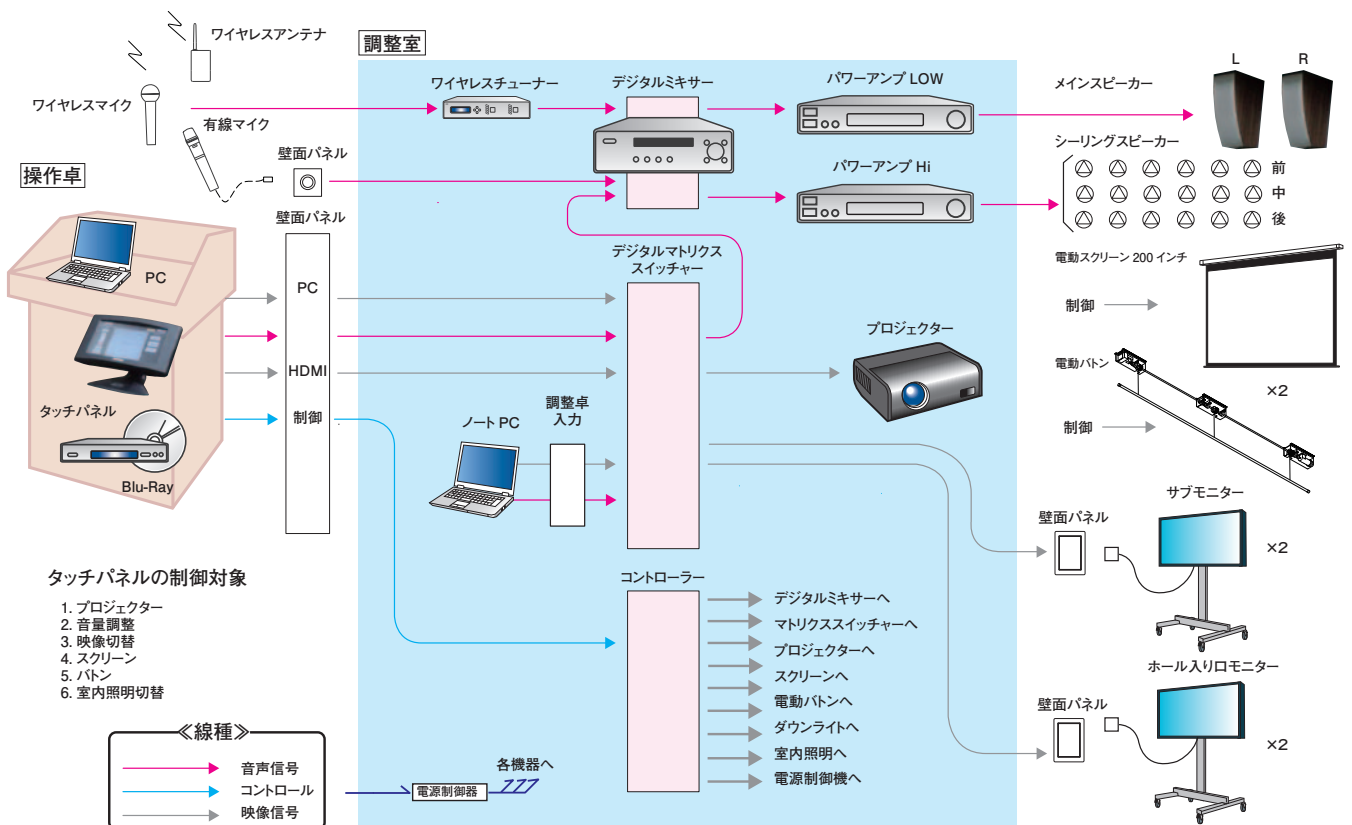 ワイヤレスアンテナ
調整室
ワイヤレスマイク
有線マイク
壁面パネル
操作卓
壁面パネル
PC
タッチパネル
Blu-Ray
PC
HDMI
制御
ワイヤレスチューナー
デジタルミキサー
パワーアンプ LOW
パワーアンプ Hi
デジタルマトリクス
スイッチャー
プロジェクター
ノート PC
調整卓
入力
メインスピーカー
L
R
シーリングスピーカー
前
中
後
電動スクリーン 200 インチ
制御
×2
電動バトン
制御
サブモニター
壁面パネル
×2
ホール入り口モニター
壁面パネル
×2
コントローラー
デジタルミキサーへ
マトリクススイッチャーへ
プロジェクターへ
スクリーンへ
電動バトンへ
ダウンライトへ
室内照明へ
電源制御機へ
タッチパネルの制御対象
1. プロジェクター
2. 音量調整
3. 映像切替
4. スクリーン
5. バトン
6. 室内照明切替
≪線種≫
音声信号
コントロール
映像信号
電源制御器
各機器へ